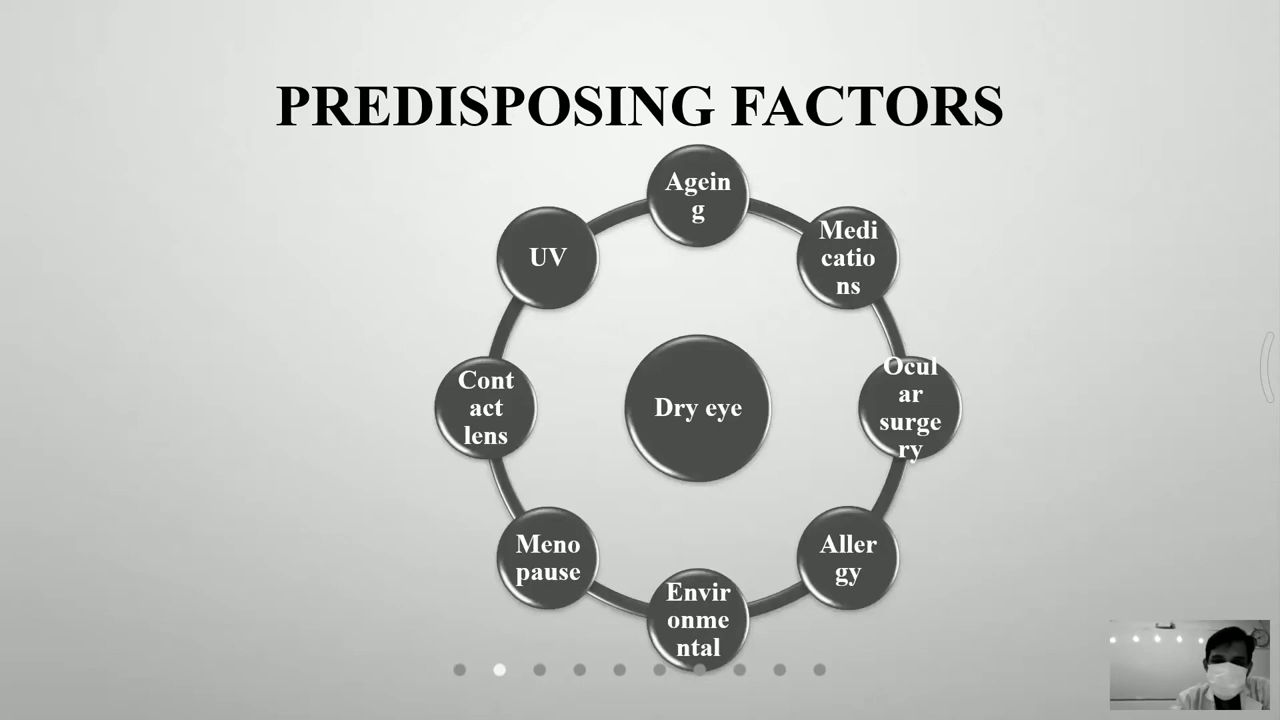 PREDISPOSING FACTORS
Agein
g
Medi
catio
ns
Ocul
ar
surge
ry
Aller
gy
Envir
onme
ntal
Meno
pause
Cont
act
lens
UV
Dry eye